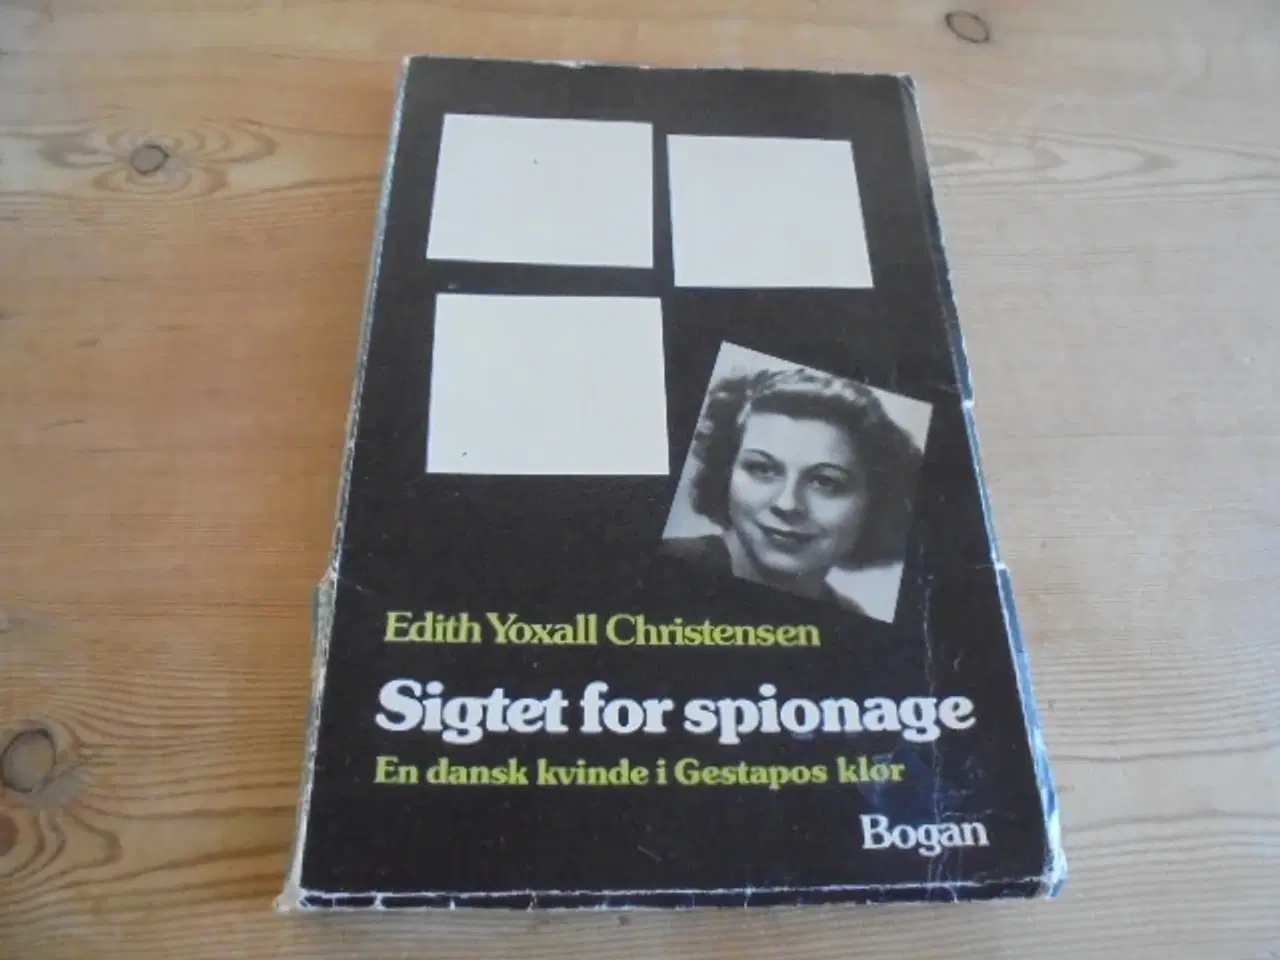 Edith Yoxall Christensen
Sigtet for spionage
En dansk kvinde i Gestapos klør
Bogan